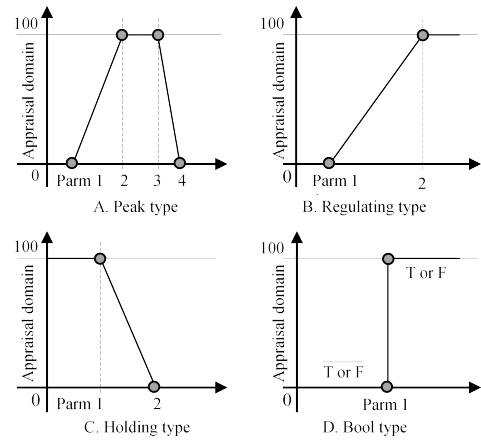 100
Appraisal domain
0
Parm 1
2
3
4
A. Peak type
100
Appraisal domain
0
Parm 1
2
B. Regulating type
100
Appraisal domain
0
Parm 1
2
C. Holding type
100
Appraisal domain
0
T or F
T or F
Parm 1
D. Bool type